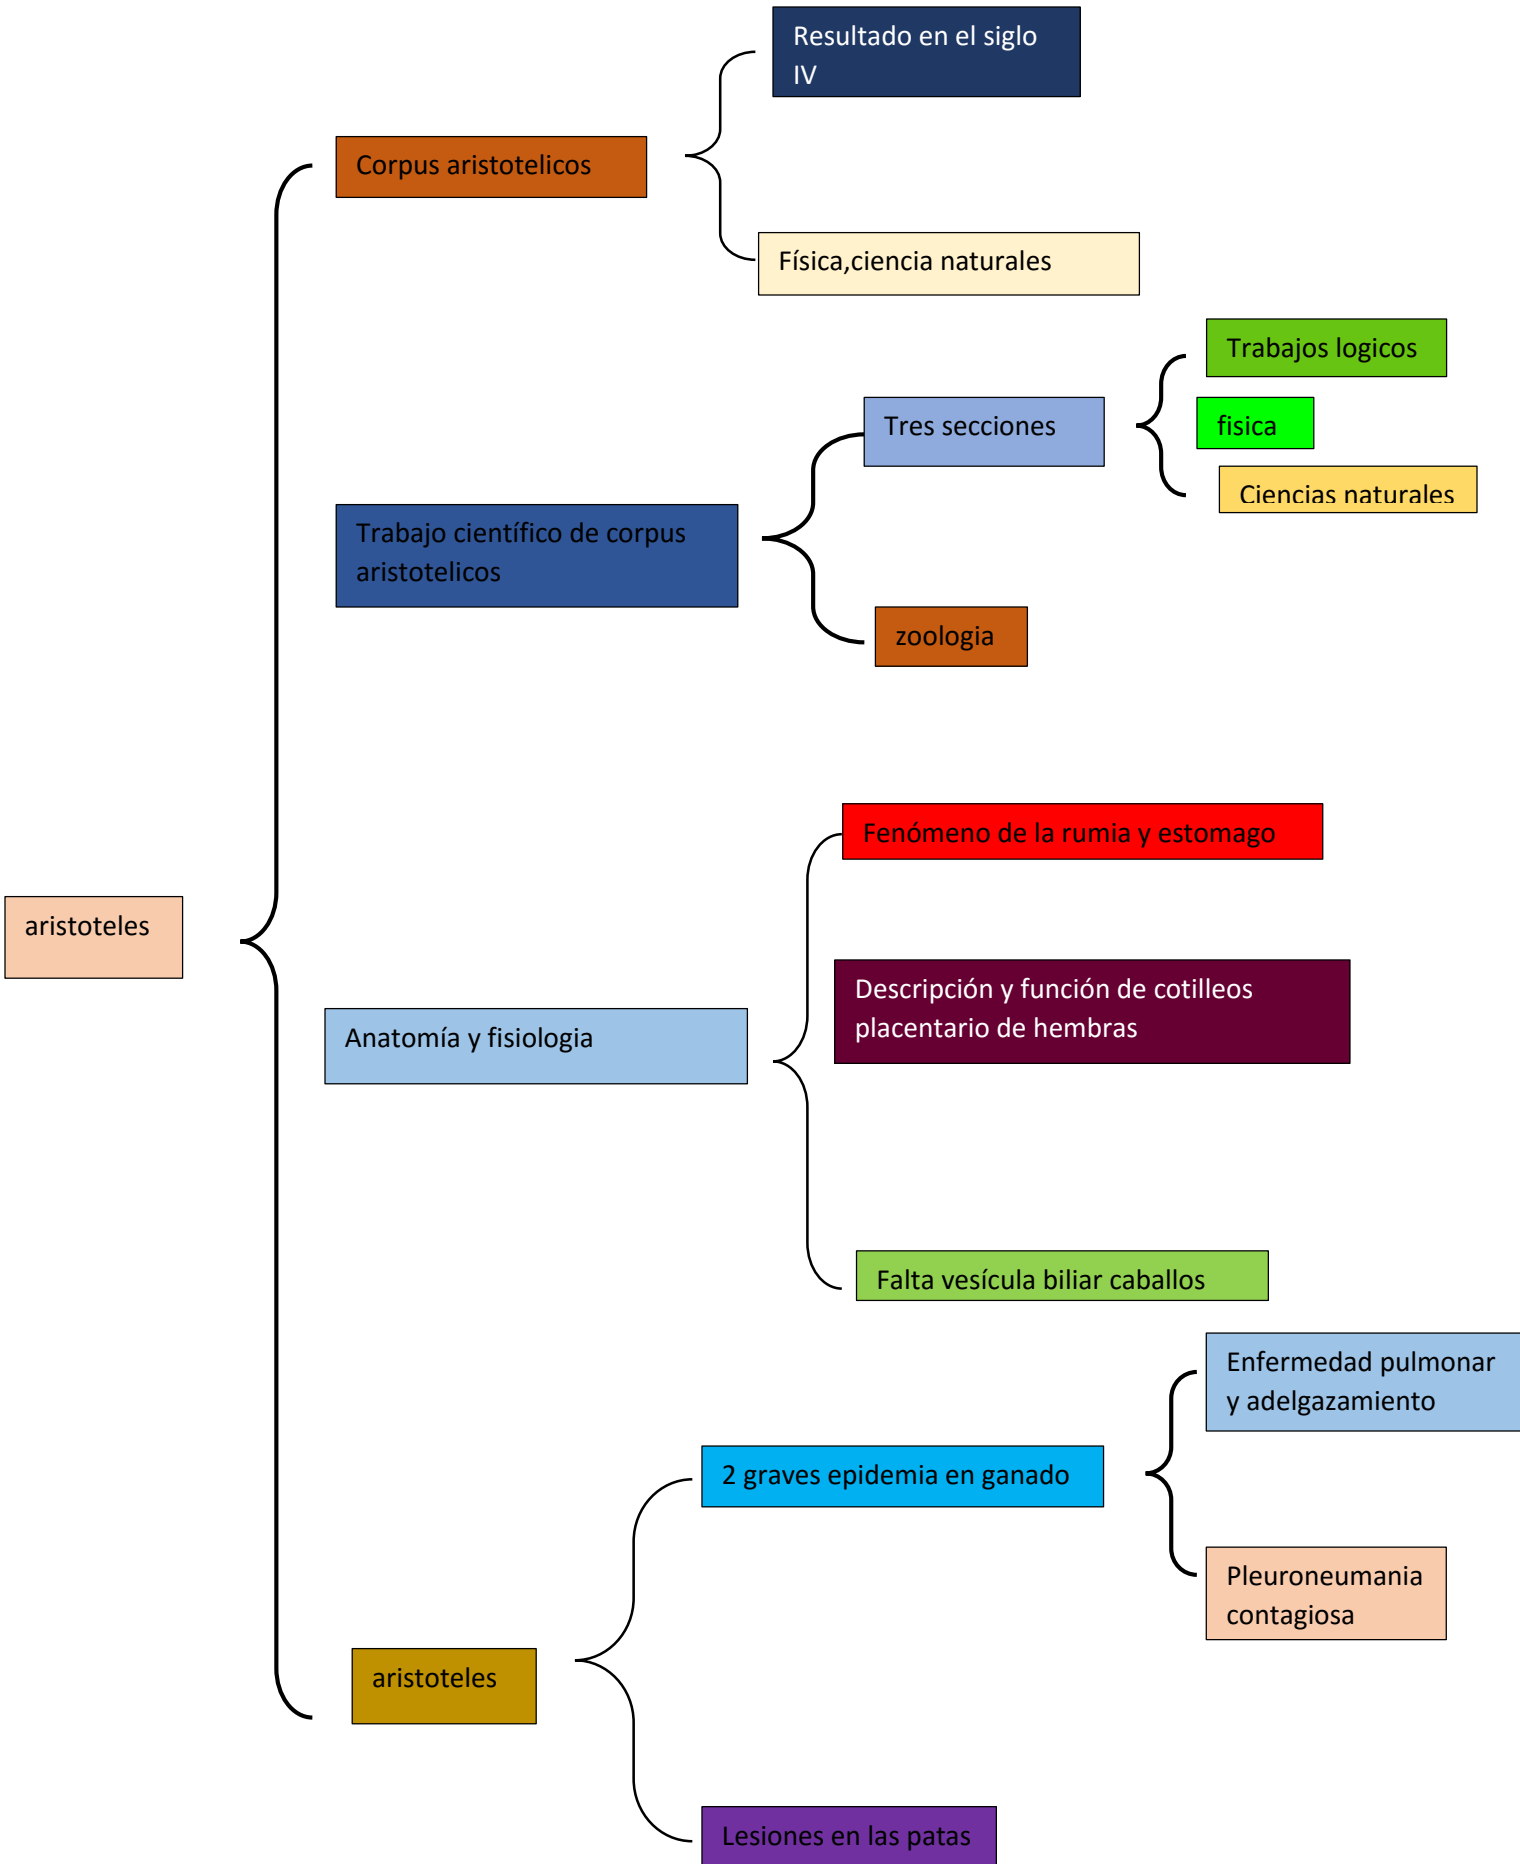 Resultado en el siglo
IV
Corpus aristotelicos
Física,ciencia naturales
Trabajos logicos
Tres secciones
fisica
Ciencias naturales
Trabajo científico de corpus
aristotelicos
zoologia
Fenómeno de la rumia y estomago
aristoteles
Descripción y función de cotilleos
placentario de hembras
Anatomía y fisiologia
Falta vesícula biliar caballos
Enfermedad pulmonar
y adelgazamiento
2 graves epidemia en ganado
Pleuroneumania
contagiosa
aristoteles
Lesiones en las patas